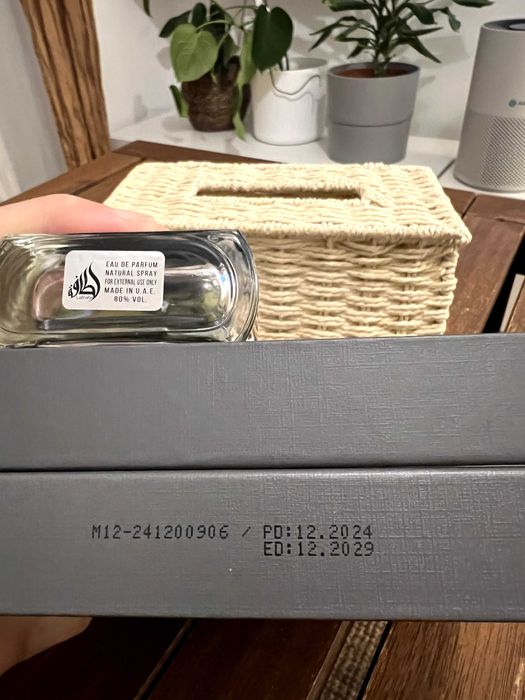 لطافة
Lattafa
EAU DE PARFUM
NATURAL SPRAY
FOR EXTERNAL USE ONLY
MADE IN U.A.E.
80% VOL.
M12-241200906 / PD:12.2024
ED:12.2029